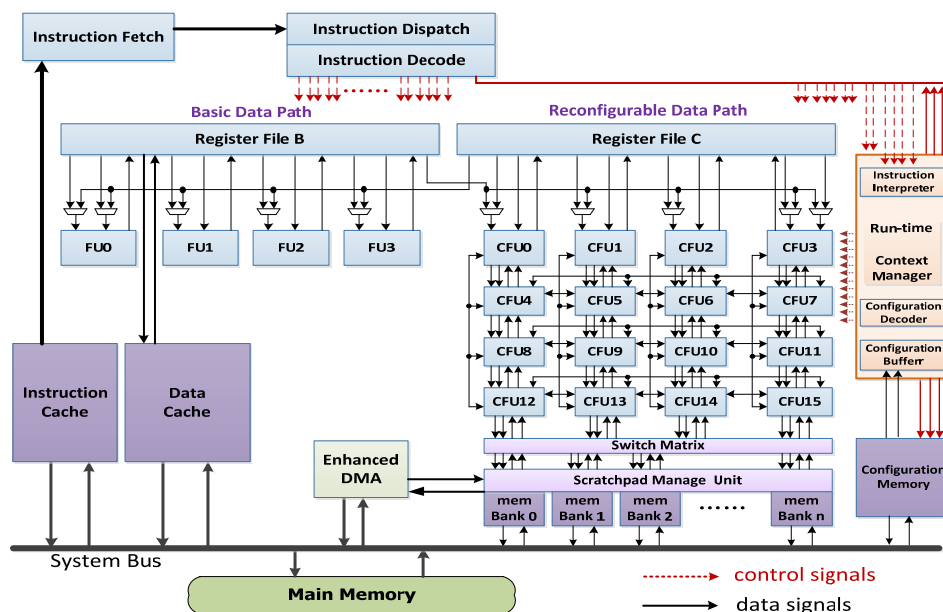 Instruction Fetch
Instruction Dispatch
Instruction Decode
Basic Data Path
Reconfigurable Data Path
Register File B
Register File C
Instruction
Interpreter
Run-time
Context
Manager
Configuration
Decoder
Configuration
Bufferr
FU0
FU1
FU2
FU3
CFU0
CFU1
CFU2
CFU3
CFU4
CFU5
CFU6
CFU7
CFU8
CFU9
CFU10
CFU11
CFU12
CFU13
CFU14
CFU15
Instruction
Cache
Data
Cache
Switch Matrix
Enhanced
DMA
Scratchpad Manage Unit
mem
Bank 0
mem
Bank 1
mem
Bank 2
mem
Bank n
Configuration
Memory
System Bus
Main Memory
control signals
data signals